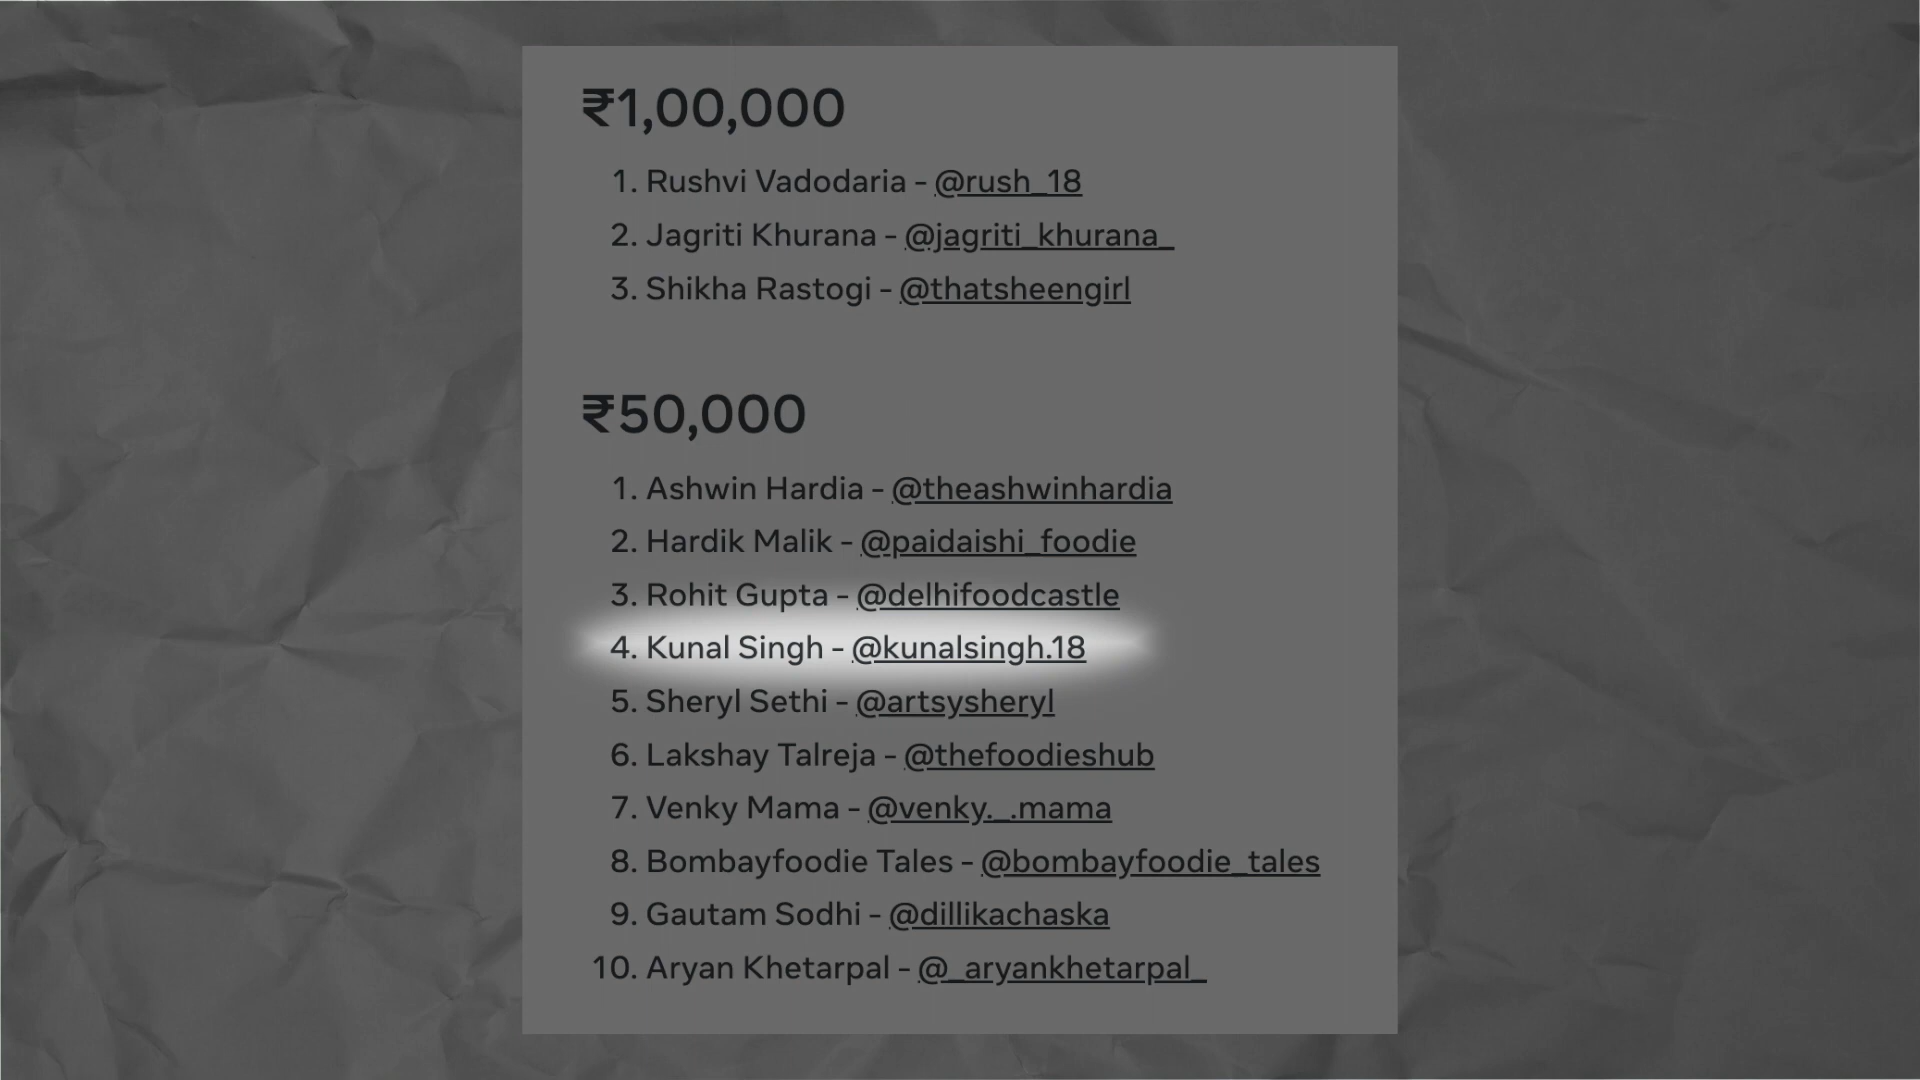 ₹1,00,000
1. Rushvi Vadodaria - @rush_18
2. Jagriti Khurana - @jagriti_khurana_
3. Shikha Rastogi - @thatsheengirl
₹50,000
1. Ashwin Hardia - @theashwinhardia
2. Hardik Malik - @paidaishi_foodie
3. Rohit Gupta - @delhifoodcastle
4. Kunal Singh - @kunalsingh.18
5. Sheryl Sethi - @artsysheryl
6. Lakshay Talreja - @thefoodieshub
7. Venky Mama - @venky._.mama
8. Bombayfoodie Tales - @bombayfoodie_tales
9. Gautam Sodhi - @dillikachaska
10. Aryan Khetarpal - @_aryankhetarpal_